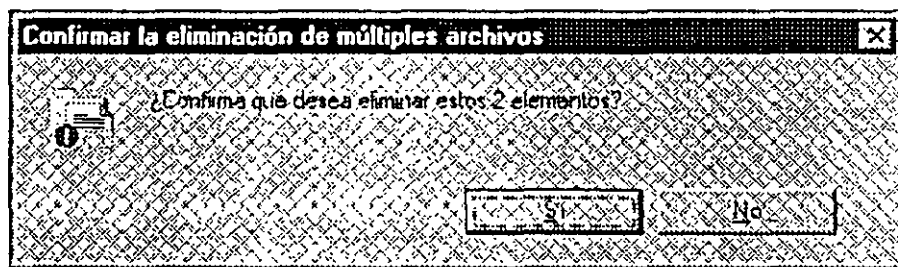 Confirmar la eliminación de múltiples archivos
¿Confirma que desea eliminar estos 2 elementos?
Sí
No